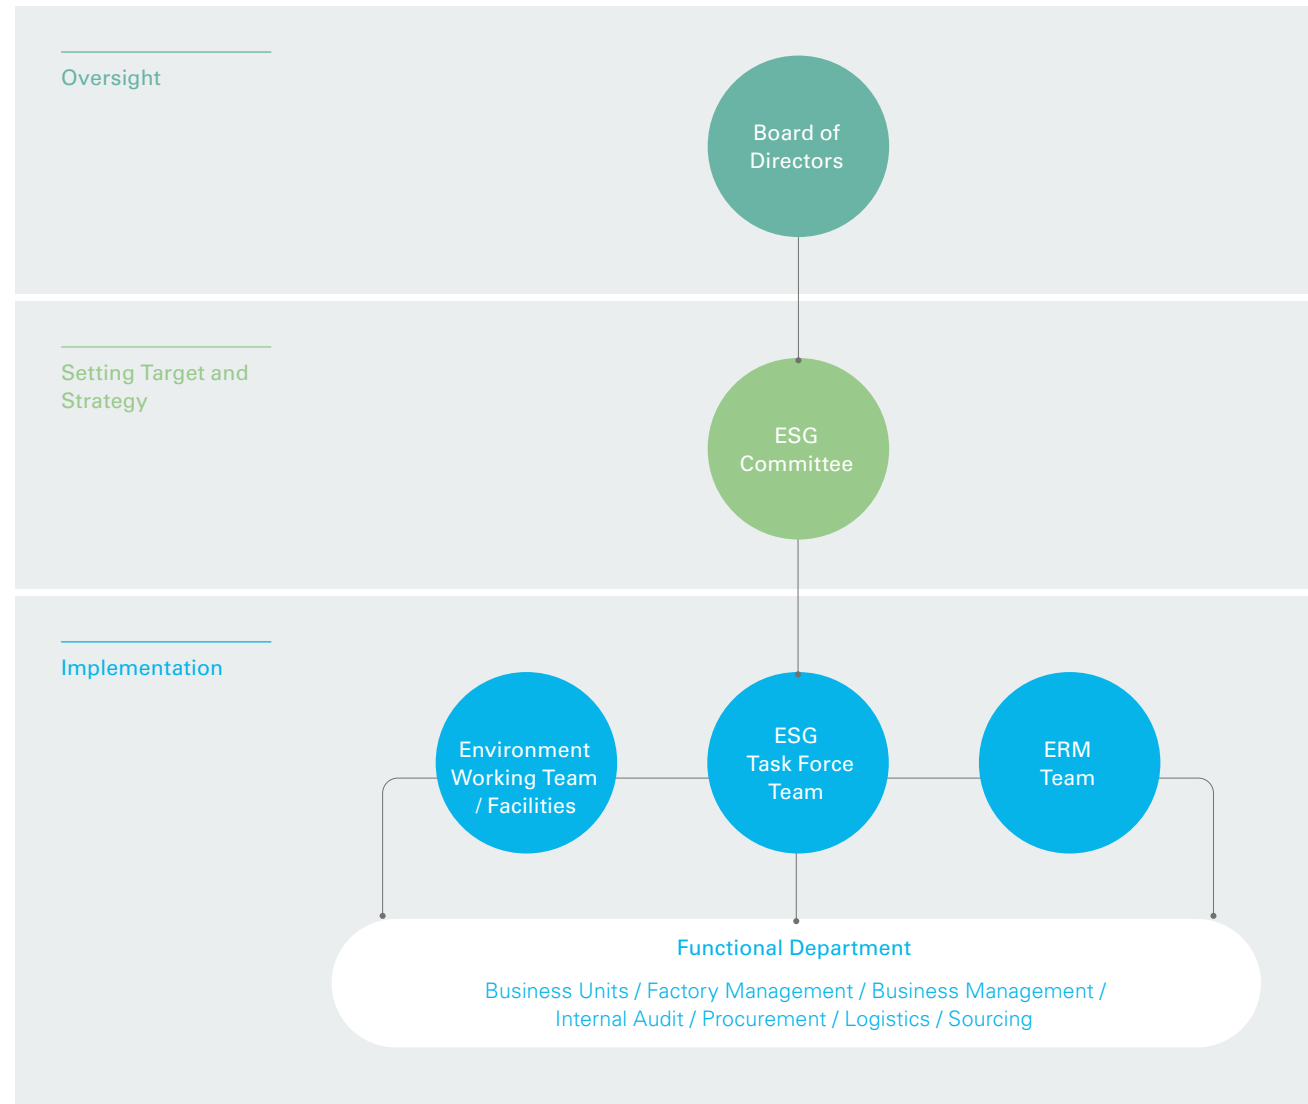 Oversight
Board of
Directors
Setting Target and
Strategy
ESG
Committee
Implementation
Environment
Working Team
/ Facilities
ESG
Task Force
Team
ERM
Team
Functional Department
Business Units / Factory Management / Business Management /
Internal Audit / Procurement / Logistics / Sourcing